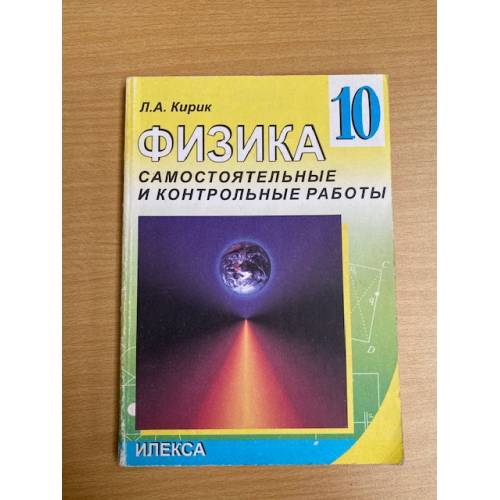 Л.А. Кирик
10
ФИЗИКА
САМОСТОЯТЕЛЬНЫЕ
И КОНТРОЛЬНЫЕ РАБОТЫ
C
D
ИЛЕКСА